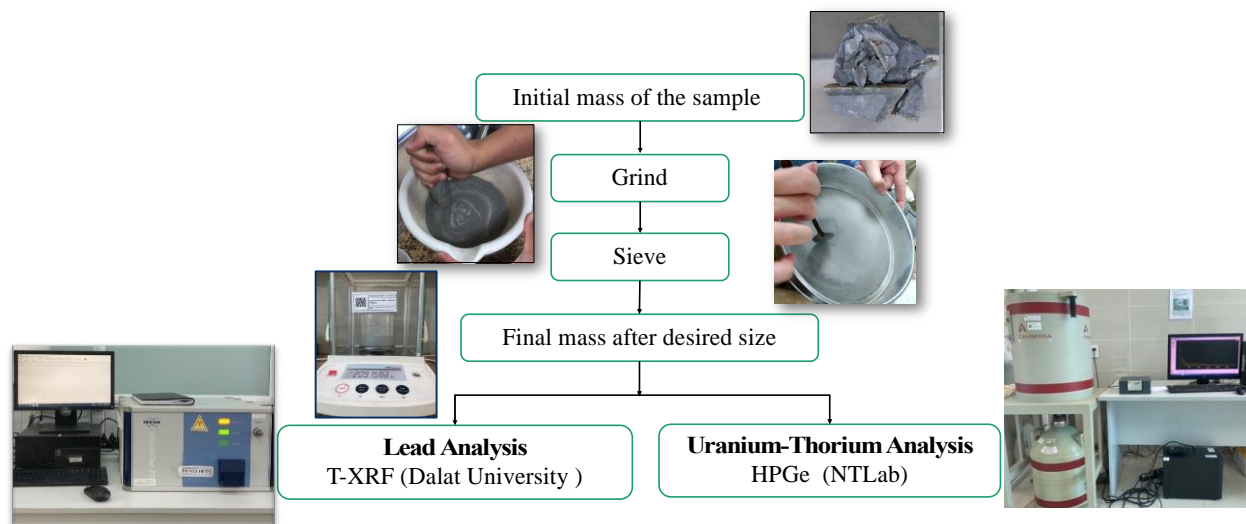 Initial mass of the sample
Grind
Sieve
Final mass after desired size
Lead Analysis
T-XRF (Dalat University )
Uranium-Thorium Analysis
HPGe (NTLab)
CANBERRA